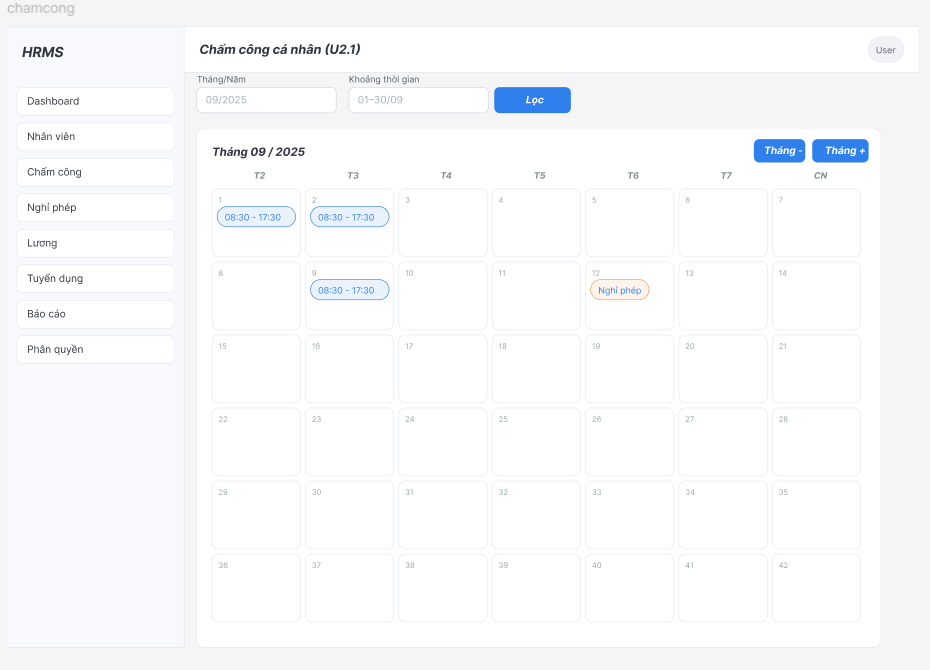 chamcong
HRMS
Chấm công cá nhân (U2.1)
User
Tháng/Năm
Khoảng thời gian
09/2025
01–30/09
Lọc
Dashboard
Nhân viên
Chấm công
Nghỉ phép
Lương
Tuyển dụng
Báo cáo
Phân quyền
Tháng 09 / 2025
Tháng -
Tháng +
T2 T3 T4 T5 T6 T7 CN
1 2 3 4 5 6 7
08:30 - 17:30 08:30 - 17:30
8 9 10 11 12 13 14
08:30 - 17:30 Nghỉ phép
15 16 17 18 19 20 21
22 23 24 25 26 27 28
29 30 31 32 33 34 35
36 37 38 39 40 41 42